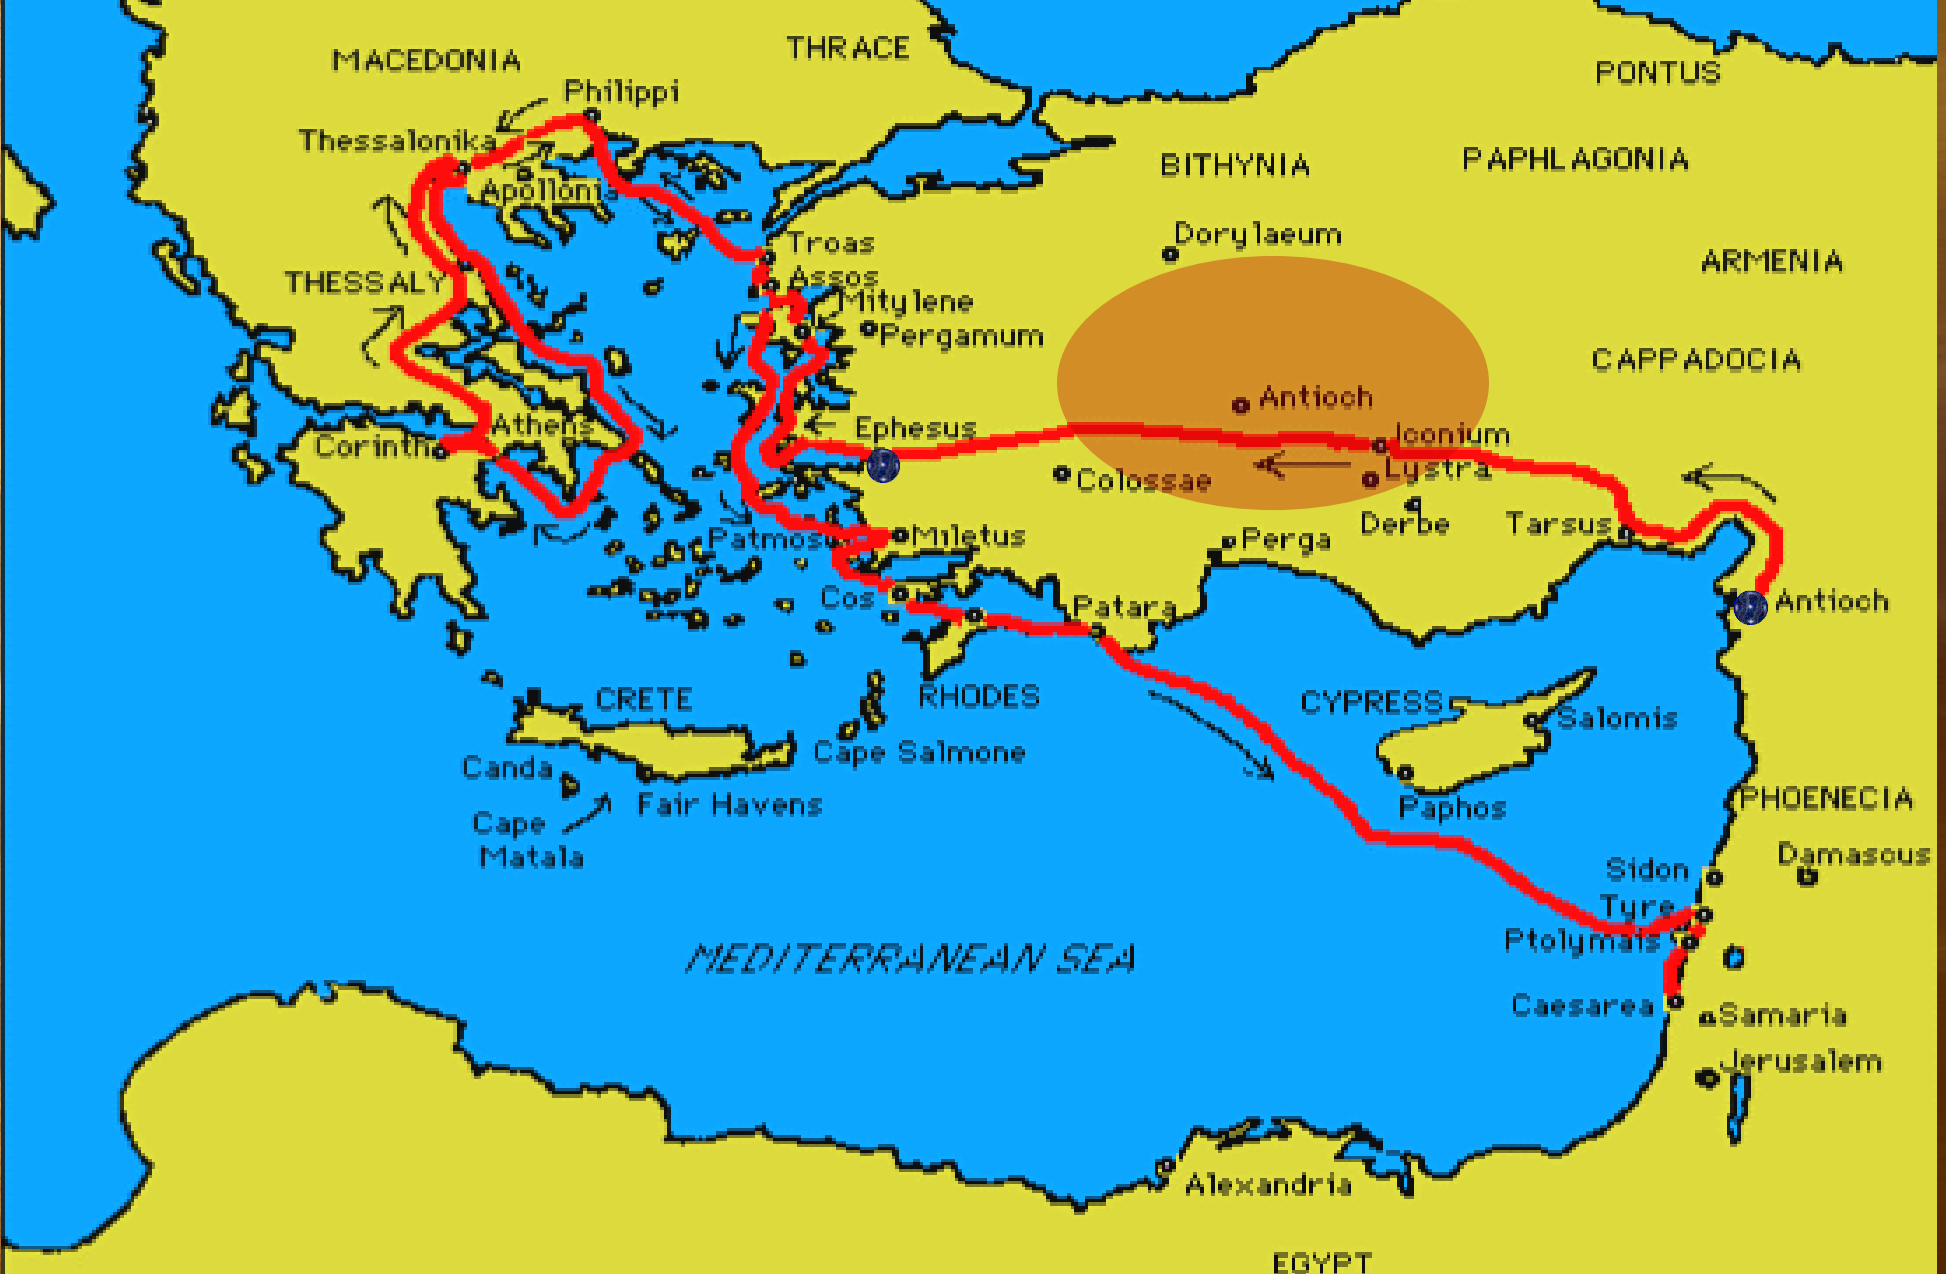 MACEDONIA
THRACE
PONTUS
Philippi
Thessalonika
BITHYNIA
PAPHLAGONIA
Apollonia
Troas
Dorylaeum
ARMENIA
Assos
THESSALY
Mitylene
Pergamum
CAPPADOCIA
Antioch
Athens
Ephesus
Iconium
Corinth
Lystra
Colossae
Derbe
Tarsus
Patmos
Miletus
Perga
Cos
Patara
Antioch
CRETE
RHODES
CYPRESS
Salomis
Cape Salmone
Canda
Fair Havens
Paphos
PHOENECIA
Cape
Matala
Damascus
Sidon
Tyre
Ptolymais
MEDITERRANEAN SEA
Caesarea
Samaria
Jerusalem
Alexandria
EGYPT